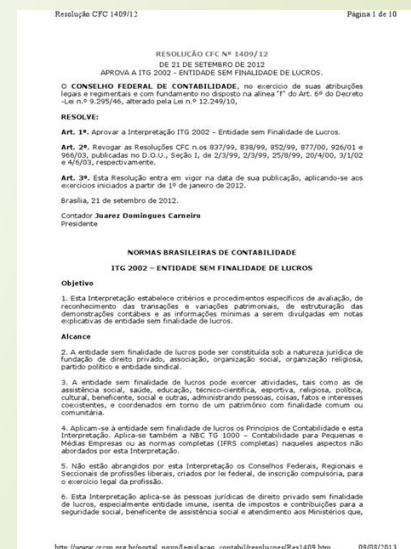 Resolução CFC 1409/12 Página 1 de 10
RESOLUÇÃO CFC Nº 1409/12
DE 21 DE SETEMBRO DE 2012
APROVA A ITG 2002 - ENTIDADE SEM FINALIDADE DE LUCROS.
O CONSELHO FEDERAL DE CONTABILIDADE, no exercício de suas atribuições
legais e regimentais e com fundamento no disposto na alínea "f" do Art. 6º do Decreto
-Lei n.º 9.295/46, alterado pela Lei n.º 12.249/10,
RESOLVE:
Art. 1º. Aprovar a Interpretação ITG 2002 – Entidade sem Finalidade de Lucros.
Art. 2º. Revogar as Resoluções CFC n.os 837/99, 838/99, 852/99, 877/00, 926/01 e
966/03, publicadas no D.O.U., Seção I, de 2/3/99, 2/3/99, 25/8/99, 20/4/00, 3/1/02
e 4/6/03, respectivamente.
Art. 3º. Esta Resolução entra em vigor na data de sua publicação, aplicando-se aos
exercícios iniciados a partir de 1º de janeiro de 2012.
Brasília, 21 de setembro de 2012.
Contador Juarez Domingues Carneiro
Presidente
NORMAS BRASILEIRAS DE CONTABILIDADE
ITG 2002 – ENTIDADE SEM FINALIDADE DE LUCROS
Objetivo
1. Esta Interpretação estabelece critérios e procedimentos específicos de avaliação, de
reconhecimento das transações e variações patrimoniais, de estruturação das
demonstrações contábeis e as informações mínimas a serem divulgadas em notas
explicativas de entidade sem finalidade de lucros.
Alcance
2. A entidade sem finalidade de lucros pode ser constituída sob a natureza jurídica de
fundação de direito privado, associação, organização social, organização religiosa,
partido político e entidade sindical.
3. A entidade sem finalidade de lucros pode exercer atividades, tais como as de
assistência social, saúde, educação, técnico-científica, esportiva, religiosa, política,
cultural, beneficente, social e outras, administrando pessoas, coisas, fatos e interesses
coexistentes, e coordenados em torno de um patrimônio com finalidade comum ou
comunitária.
4. Aplicam-se à entidade sem finalidade de lucros os Princípios de Contabilidade e esta
Interpretação. Aplica-se também a NBC TG 1000 – Contabilidade para Pequenas e
Médias Empresas ou as normas completas (IFRS completas) naqueles aspectos não
abordados por esta Interpretação.
5. Não estão abrangidos por esta Interpretação os Conselhos Federais, Regionais e
Seccionais de profissões liberais, criados por lei federal, de inscrição compulsória, para
o exercício legal da profissão.
6. Esta Interpretação aplica-se às pessoas jurídicas de direito privado sem finalidade
de lucros, especialmente entidade imune, isenta de impostos e contribuições para a
seguridade social, beneficente de assistência social e atendimento aos Ministérios que,
http://www.crcsp.org.br/portal_novo/legislacao_contabil/resolucoes/Res1409.htm 09/08/2013